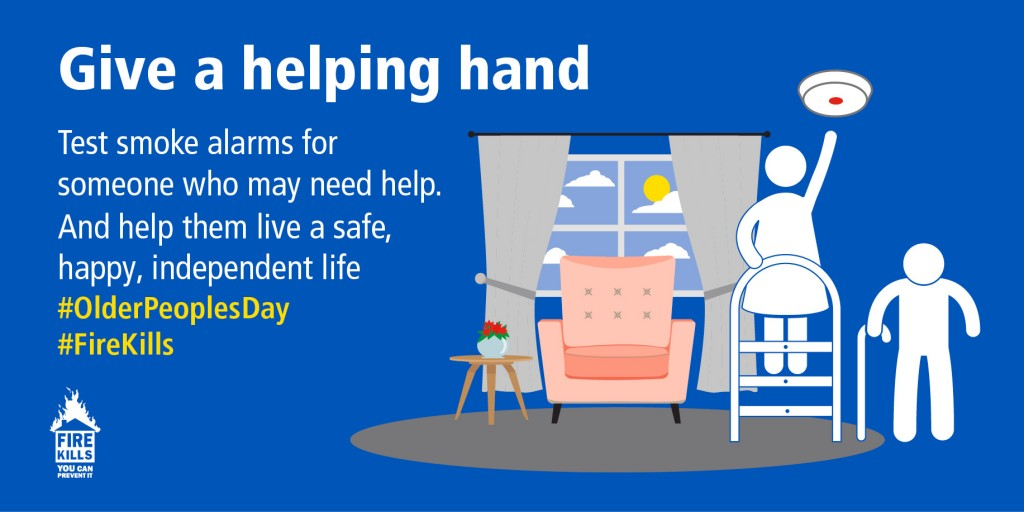 Give a helping hand
Test smoke alarms for
someone who may need help.
And help them live a safe,
happy, independent life
#OlderPeoplesDay
#FireKills
FIRE
KILLS
YOU CAN
PREVENT IT